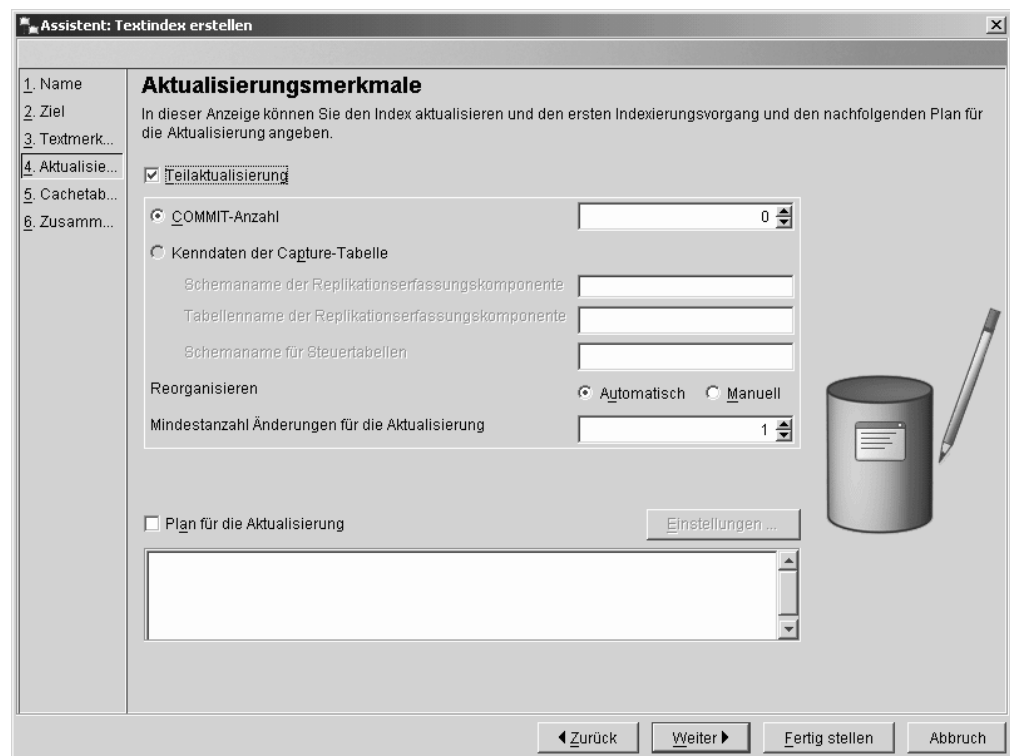 Assistent: Textindex erstellen
1. Name
2. Ziel
3. Textmerk...
4. Aktualisie...
5. Cachetab...
6. Zusamm...
Aktualisierungsmerkmale
In dieser Anzeige können Sie den Index aktualisieren und den ersten Indexierungsvorgang und den nachfolgenden Plan für
die Aktualisierung angeben.
Teilaktualisierung
COMMIT-Anzahl 0
Kenndaten der Capture-Tabelle
Schemaname der Replikationserfassungskomponente
Tabellenname der Replikationserfassungskomponente
Schemaname für Steuertabellen
Reorganisieren Automatisch Manuell
Mindestanzahl Änderungen für die Aktualisierung 1
Plan für die Aktualisierung Einstellungen ...
Zurück Weiter Fertig stellen Abbruch